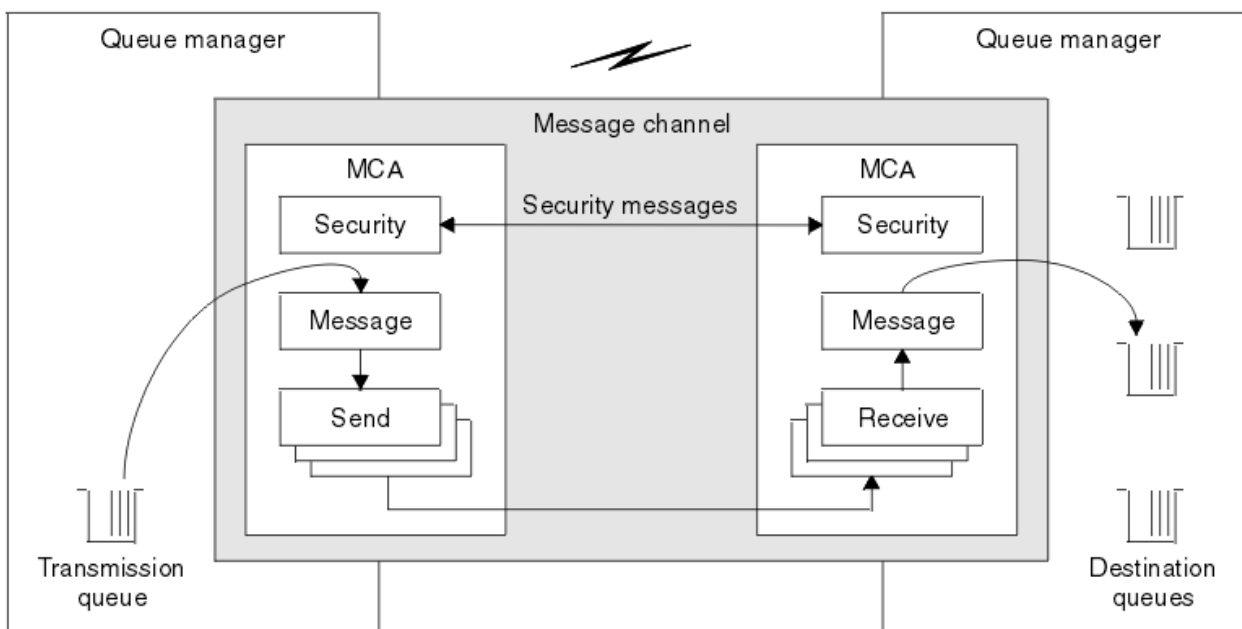 Queue manager
Queue manager
Message channel
MCA
MCA
Security
Security messages
Security
Message
Message
Send
Receive
Transmission
queue
Destination
queues